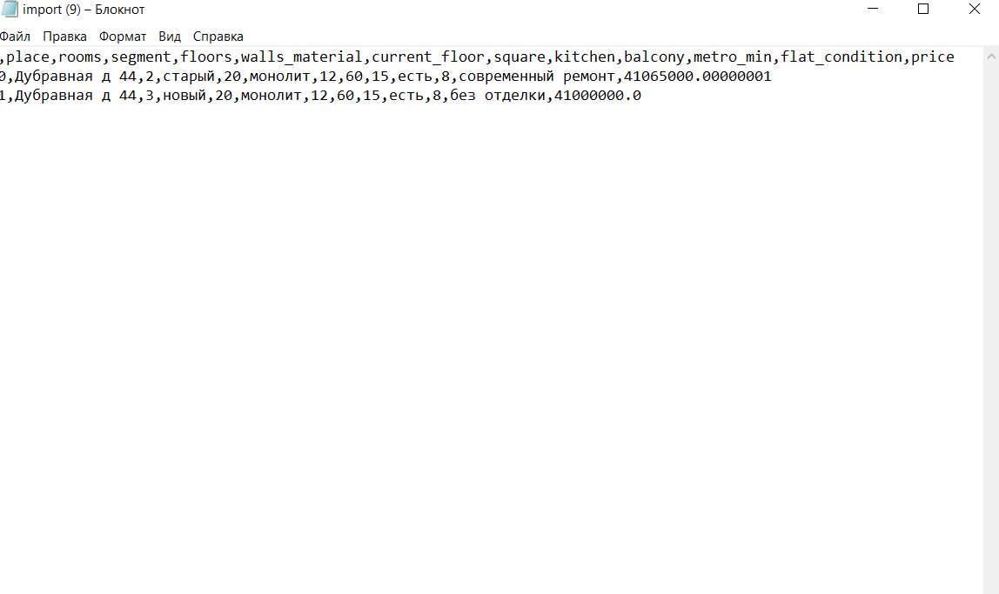 import (9) – Блокнот
Файл Правка Формат Вид Справка
,place,rooms,segment,floors,walls_material,current_floor,square,kitchen,balcony,metro_min,flat_condition,price
0,Дубравная д 44,2,старый,20,монолит,12,60,15,есть,8,современный ремонт,41065000.00000001
1,Дубравная д 44,3,новый,20,монолит,12,60,15,есть,8,без отделки,41000000.0